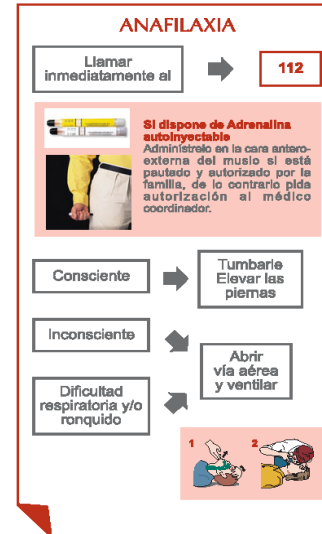 ANAFILAXIA
Llamar
inmediatamente al
112
Si dispone de Adrenalina
autoinyectable
Adminístrelo en la cara antero-
externa del muslo si está
pautado y autorizado por la
familia, de lo contrario pida
autorización al médico
coordinador.
Consciente
Tumbarle
Elevar las
piernas
Inconsciente
Abrir
vía aérea
y ventilar
Dificultad
respiratoria y/o
ronquido
1
2